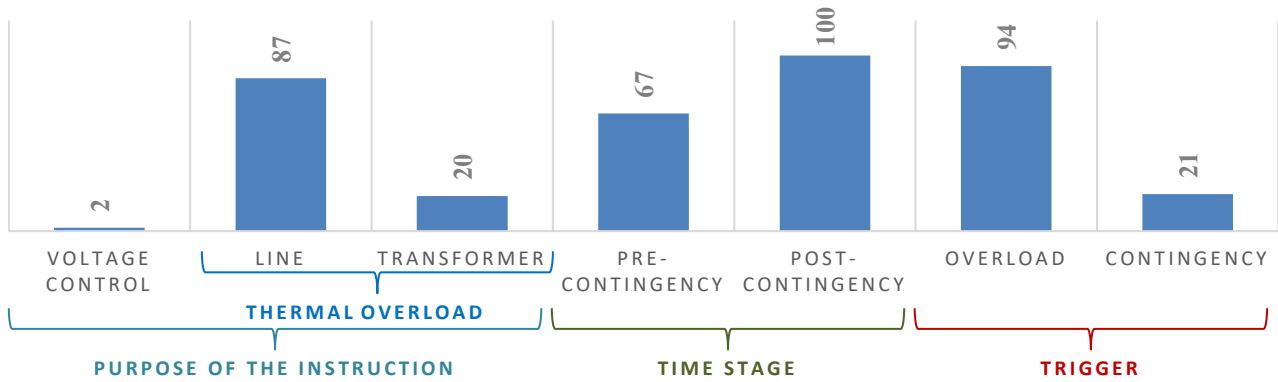 2
87
20
67
100
94
21
VOLTAGE
CONTROL
LINE
TRANSFORMER
PRE-
CONTINGENCY
POST-
CONTINGENCY
OVERLOAD
CONTINGENCY
THERMAL OVERLOAD
PURPOSE OF THE INSTRUCTION
TIME STAGE
TRIGGER